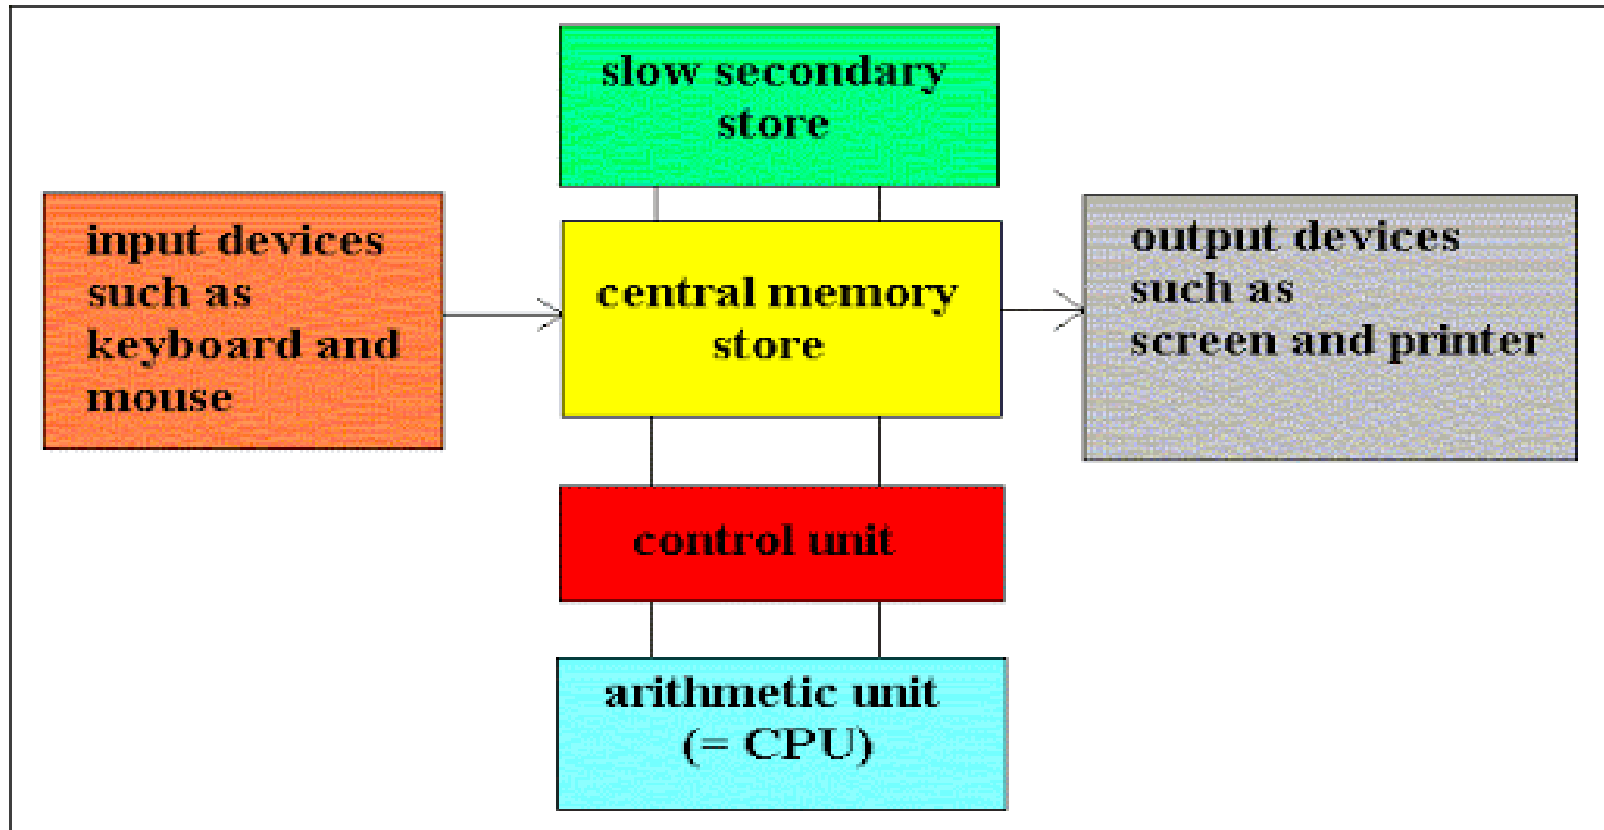 slow secondary
store
input devices
such as
keyboard and
mouse
central memory
store
output devices
such as
screen and printer
control unit
arithmetic unit
(= CPU)